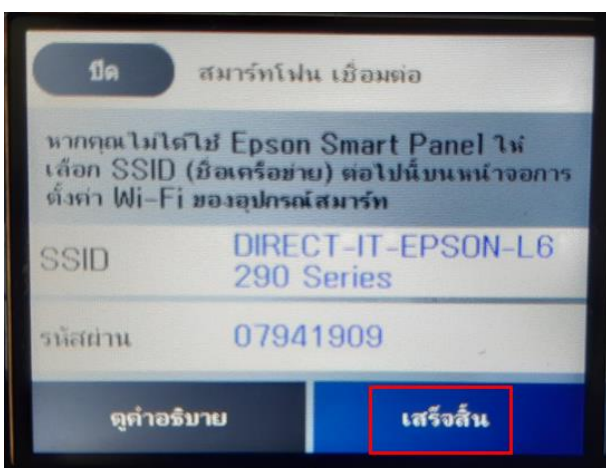 ปิด
สมาร์ทโฟน เชื่อมต่อ
หากคุณไม่ได้ใช้ Epson Smart Panel ให้
เลือก SSID (ชื่อเครือข่าย) ต่อไปนี้บนหน้าจอการ
ตั้งค่า Wi-Fi ของอุปกรณ์สมาร์ท
SSID
DIRECT-IT-EPSON-L6
290 Series
รหัสผ่าน
07941909
ดูคำอธิบาย
เสร็จสิ้น